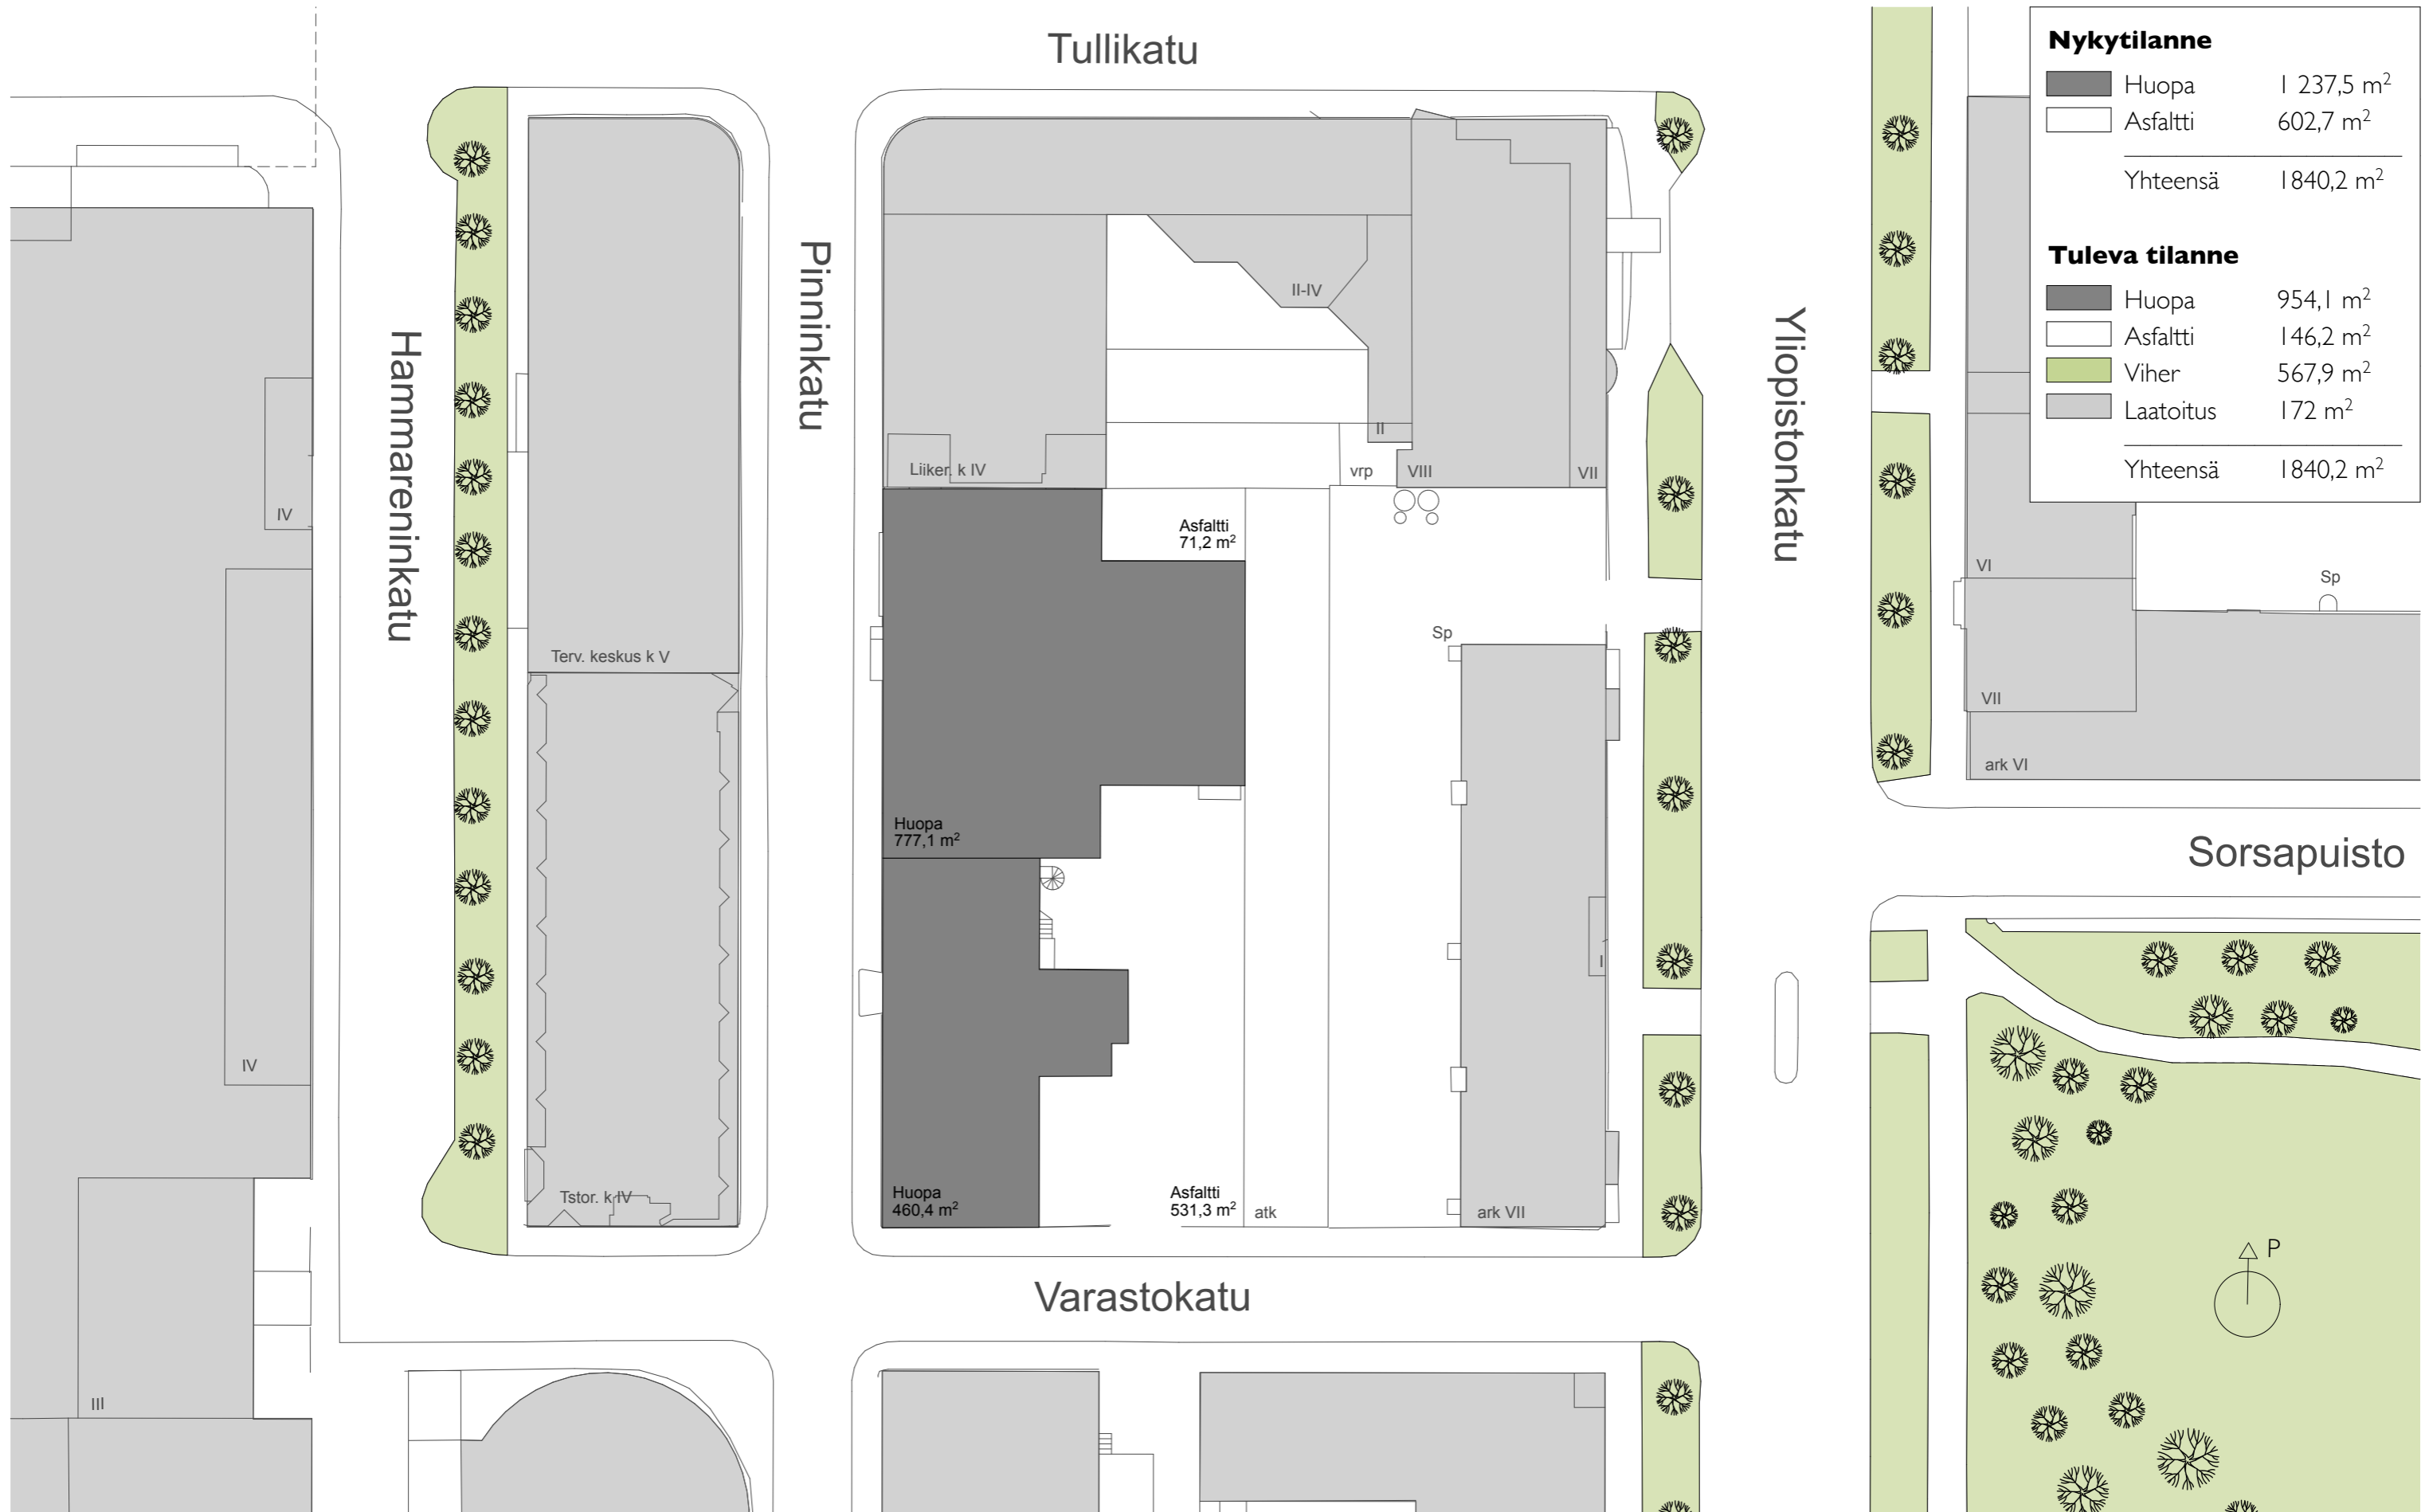 Tullikatu
Nykytilanne
Huopa 1 237,5 m²
Asfaltti 602,7 m²
Yhteensä 1840,2 m²
Tuleva tilanne
Huopa 954,1 m²
Asfaltti 146,2 m²
Viher 567,9 m²
Laatoitus 172 m²
Yhteensä 1840,2 m²
Hammareninkatu
Pinninkatu
Yliopistonkatu
II-IV
II
Liiker. k IV
vrp
VIII
VII
IV
Asfaltti
71,2 m²
VI
Sp
Sp
Terv. keskus k V
VII
ark VI
Huopa
777,1 m²
Sorsapuisto
I
IV
Tstor. k IV
Huopa
460,4 m²
Asfaltti
531,3 m²
atk
ark VII
P
Varastokatu
III